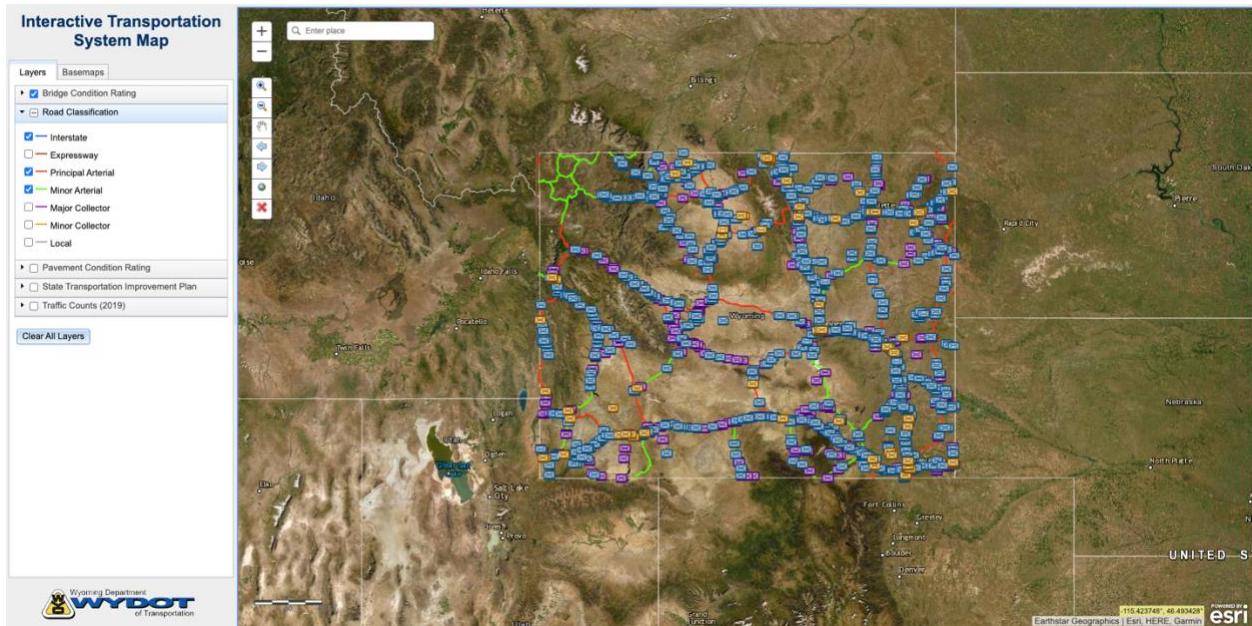 Interactive Transportation
System Map
Layers
Basemaps
Bridge Condition Rating
Road Classification
Interstate
Expressway
Principal Arterial
Minor Arterial
Major Collector
Minor Collector
Local
Pavement Condition Rating
State Transportation Improvement Plan
Traffic Counts (2019)
Clear All Layers
Wyoming Department
WYDOT
of Transportation
Enter place
Helena
Billings
Idaho
South Dak
Pierre
Rapid City
Idaho Falls
Pocatello
Twin Falls
Wyoming
Logan
Nebraska
Utah
Ogden
North Platte
Elko
Salt Lake
City
Provo
Fort Collins
Greeley
Longmont
Boulder
Denver
UNITED S
Grand
Junction
-115.423748°, 46.493428°
Earthstar Geographics | Esri, HERE, Garmin
POWERED BY
esri